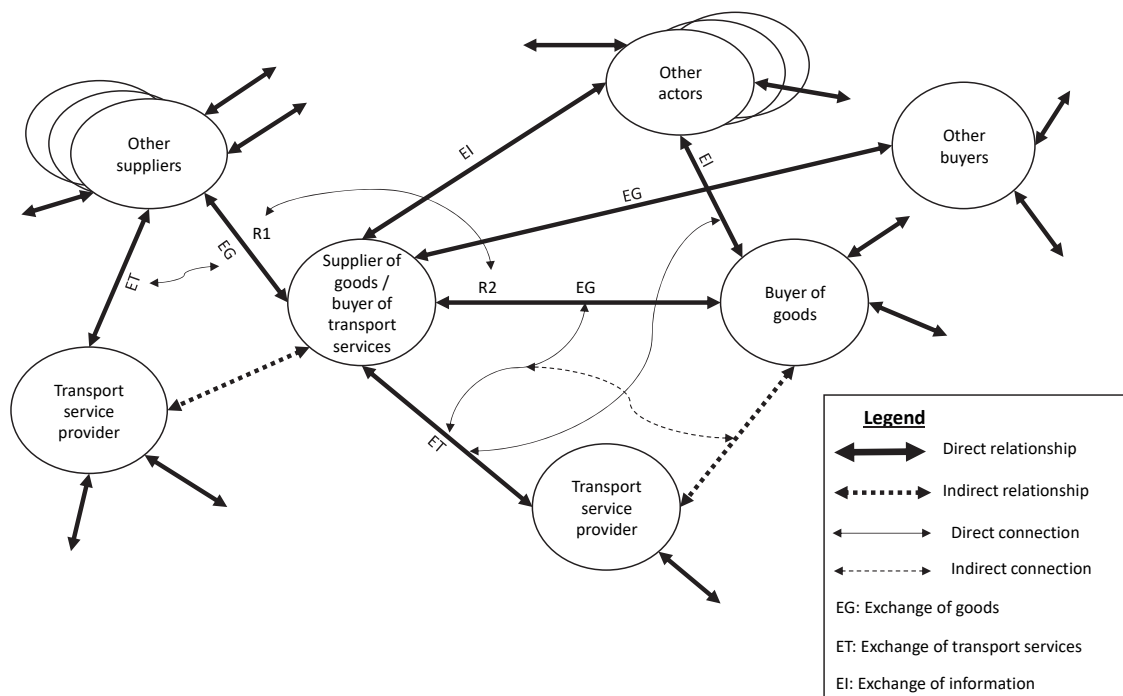 Other
actors
Other
suppliers
Other
buyers
EI
EI
EG
R1
EG
ET
Supplier of
goods /
buyer of
transport
services
R2
EG
Buyer of
goods
Transport
service
provider
ET
Transport
service
provider
Legend
Direct relationship
Indirect relationship
Direct connection
Indirect connection
EG: Exchange of goods
ET: Exchange of transport services
EI: Exchange of information